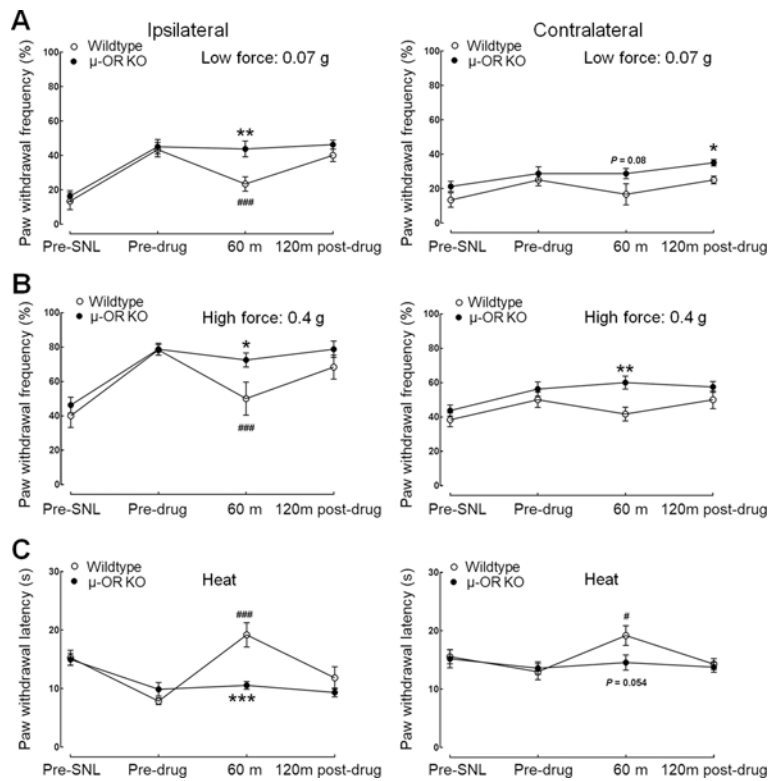 A
Ipsilateral
Contralateral
Wildtype
μ-OR KO
Low force: 0.07 g
Paw withdrawal frequency (%)
100
80
60
40
20
0
**
###
Pre-SNL Pre-drug 60 m 120m post-drug
Wildtype
μ-OR KO
Low force: 0.07 g
Paw withdrawal frequency (%)
100
80
60
40
20
0
P = 0.08
*
Pre-SNL Pre-drug 60 m 120m post-drug
B
Wildtype
μ-OR KO
High force: 0.4 g
Paw withdrawal frequency (%)
100
80
60
40
20
0
*
###
Pre-SNL Pre-drug 60 m 120m post-drug
Wildtype
μ-OR KO
High force: 0.4 g
Paw withdrawal frequency (%)
100
80
60
40
20
0
**
Pre-SNL Pre-drug 60 m 120m post-drug
C
Wildtype
μ-OR KO
Heat
Paw withdrawal latency (s)
30
20
10
0
###
***
Pre-SNL Pre-drug 60 m 120m post-drug
Wildtype
μ-OR KO
Heat
Paw withdrawal latency (s)
30
20
10
0
#
P = 0.054
Pre-SNL Pre-drug 60 m 120m post-drug